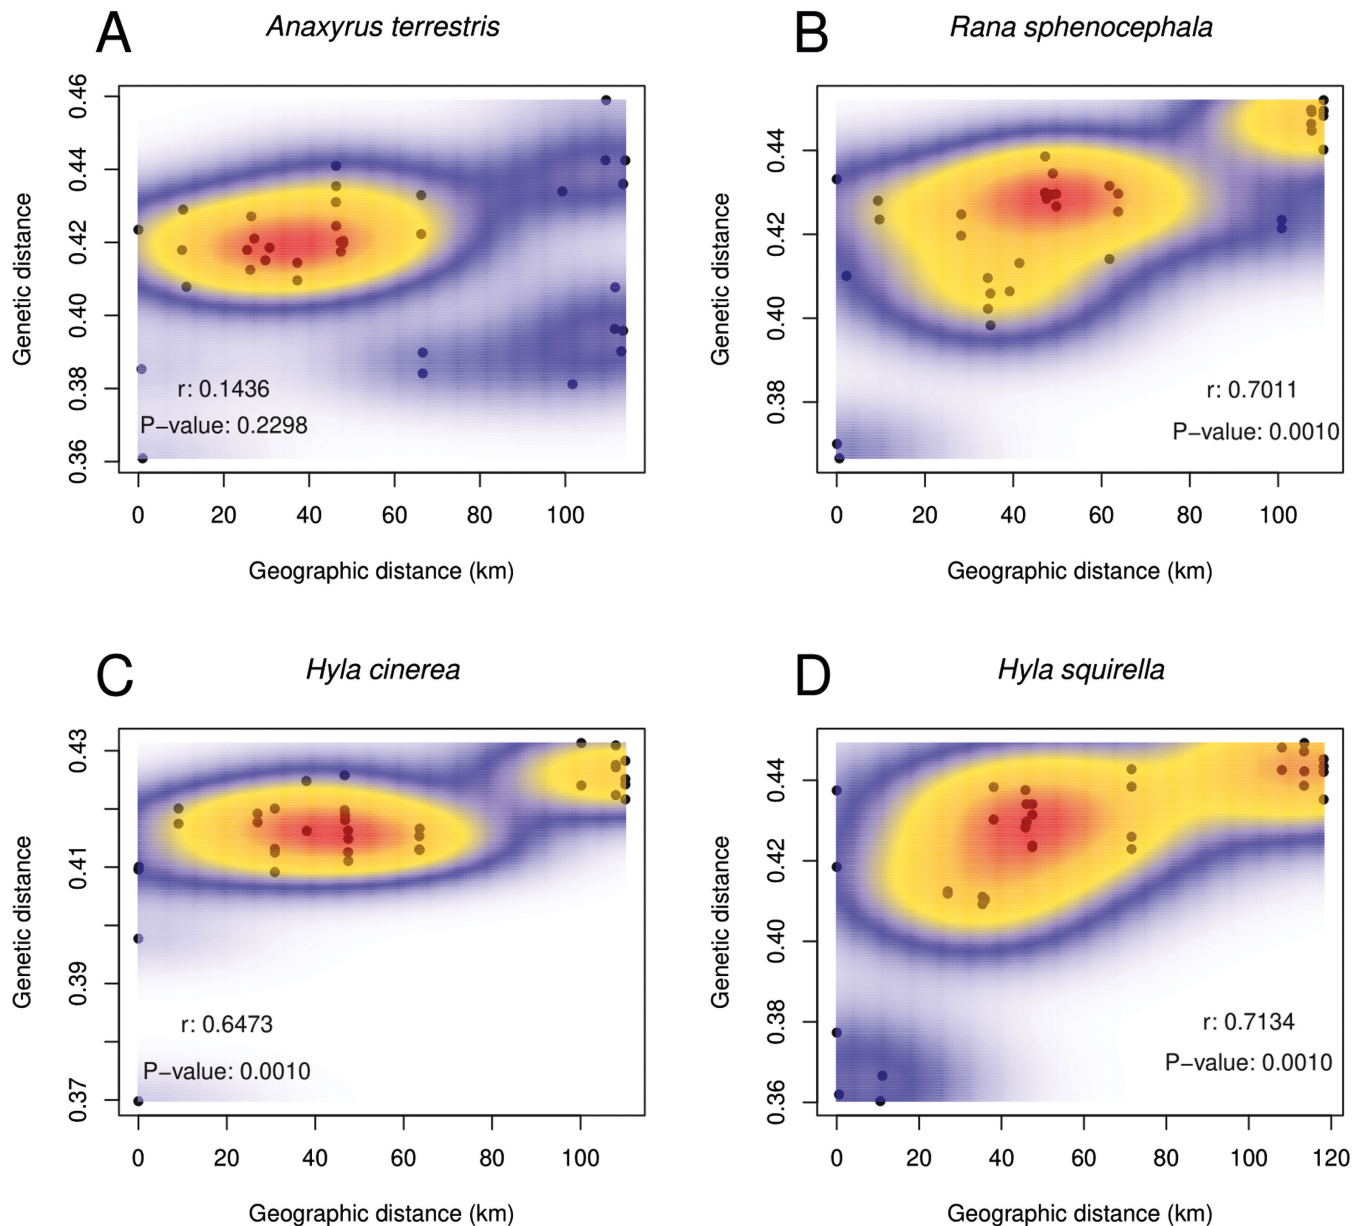 A Anaxyrus terrestris
Genetic distance
0.46
0.44
0.42
0.40
0.38
0.36
r: 0.1436
P−value: 0.2298
0 20 40 60 80 100
Geographic distance (km)
B Rana sphenocephala
Genetic distance
0.44
0.42
0.40
0.38
r: 0.7011
P−value: 0.0010
0 20 40 60 80 100
Geographic distance (km)
C Hyla cinerea
Genetic distance
0.43
0.41
0.39
0.37
r: 0.6473
P−value: 0.0010
0 20 40 60 80 100
Geographic distance (km)
D Hyla squirella
Genetic distance
0.44
0.42
0.40
0.38
0.36
r: 0.7134
P−value: 0.0010
0 20 40 60 80 100 120
Geographic distance (km)